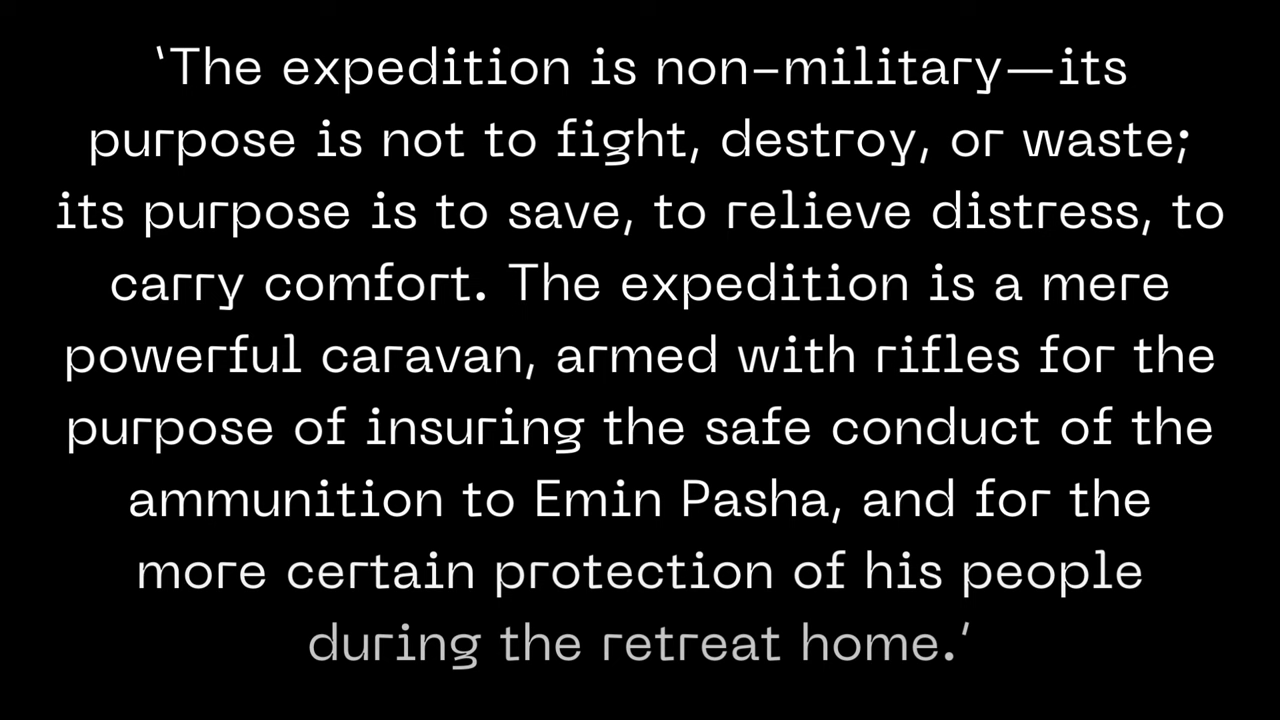 ‘The expedition is non-military—its
purpose is not to fight, destroy, or waste;
its purpose is to save, to relieve distress, to
carry comfort. The expedition is a mere
powerful caravan, armed with rifles for the
purpose of insuring the safe conduct of the
ammunition to Emin Pasha, and for the
more certain protection of his people
during the retreat home.’